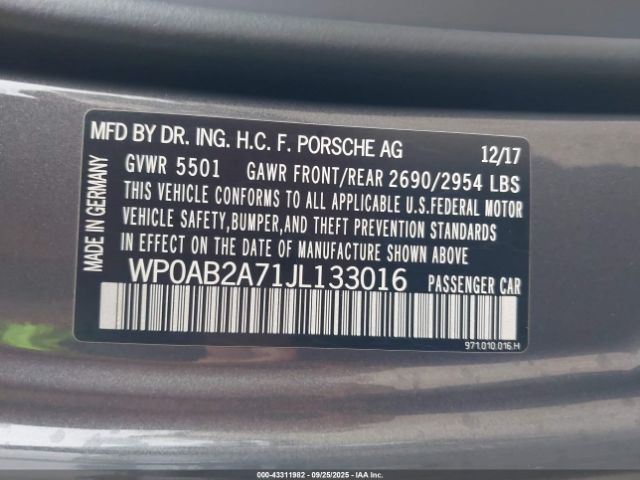 MFD BY DR. ING. H.C. F. PORSCHE AG 12/17
GVWR 5501 GAWR FRONT/REAR 2690/2954 LBS
THIS VEHICLE CONFORMS TO ALL APPLICABLE U.S.FEDERAL MOTOR
VEHICLE SAFETY,BUMPER,AND THEFT PREVENTION STANDARDS
IN EFFECT ON THE DATE OF MANUFACTURE SHOWN ABOVE.
WP0AB2A71JL133016 PASSENGER CAR
971.010.016.H
MADE IN GERMANY
000-43311982 - 09/25/2025 - IAA Inc.